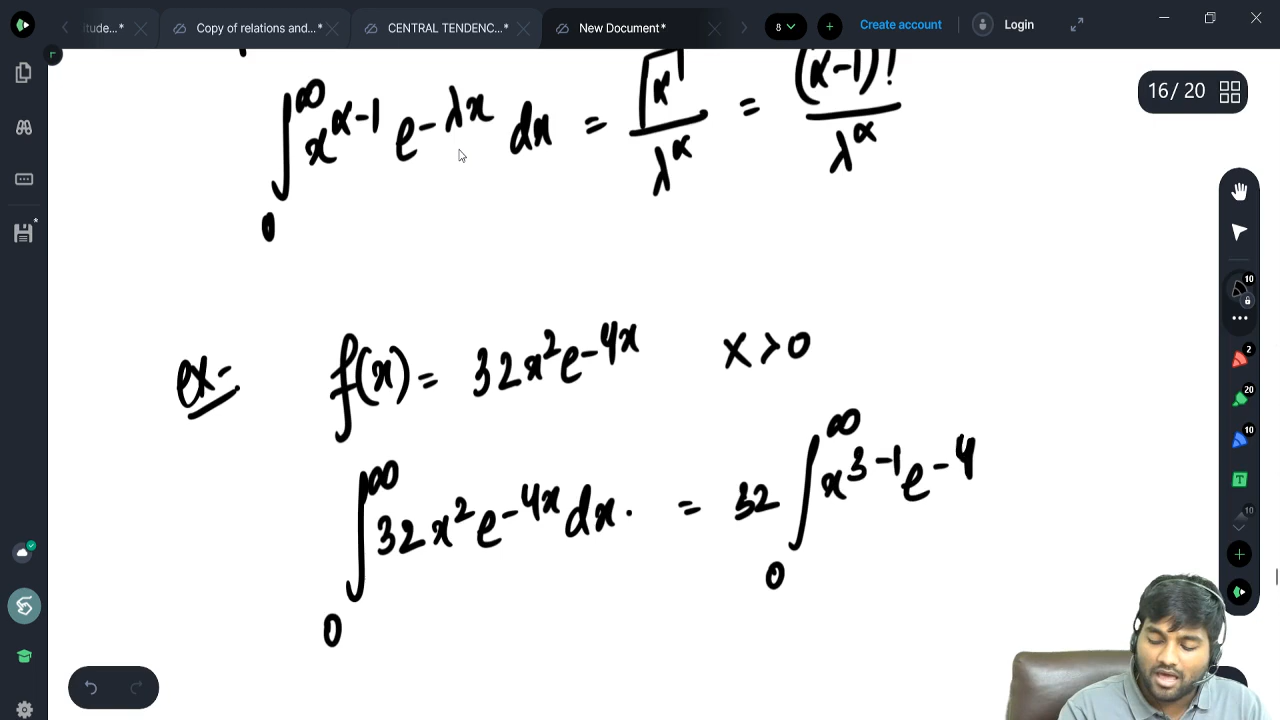 itude...* Copy of relations and...* CENTRAL TENDENC...* New Document* 8 Create account Login
16/20
∫₀^∞ x^(α-1) e^(-λx) dx = Γα / λ^α = (α-1)! / λ^α
ex:- f(x) = 32x²e^(-4x) x > 0
∫₀^∞ 32x²e^(-4x) dx. = 32 ∫₀^∞ x^(3-1) e^(-4
10
2
20
10
T
10